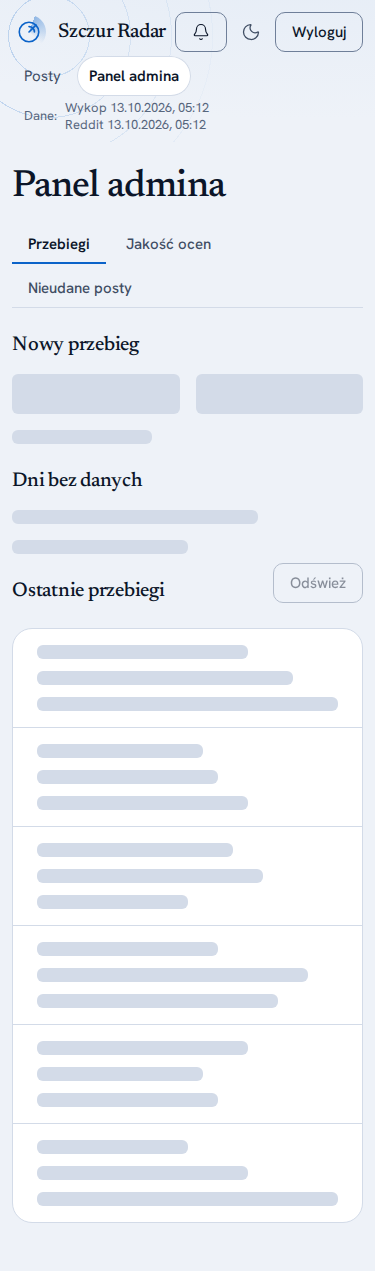 Szczur Radar
Wyloguj
Posty
Panel admina
Dane:
Wykop 13.10.2026, 05:12
Reddit 13.10.2026, 05:12
Panel admina
Przebiegi
Jakość ocen
Nieudane posty
Nowy przebieg
Dni bez danych
Ostatnie przebiegi
Odśwież